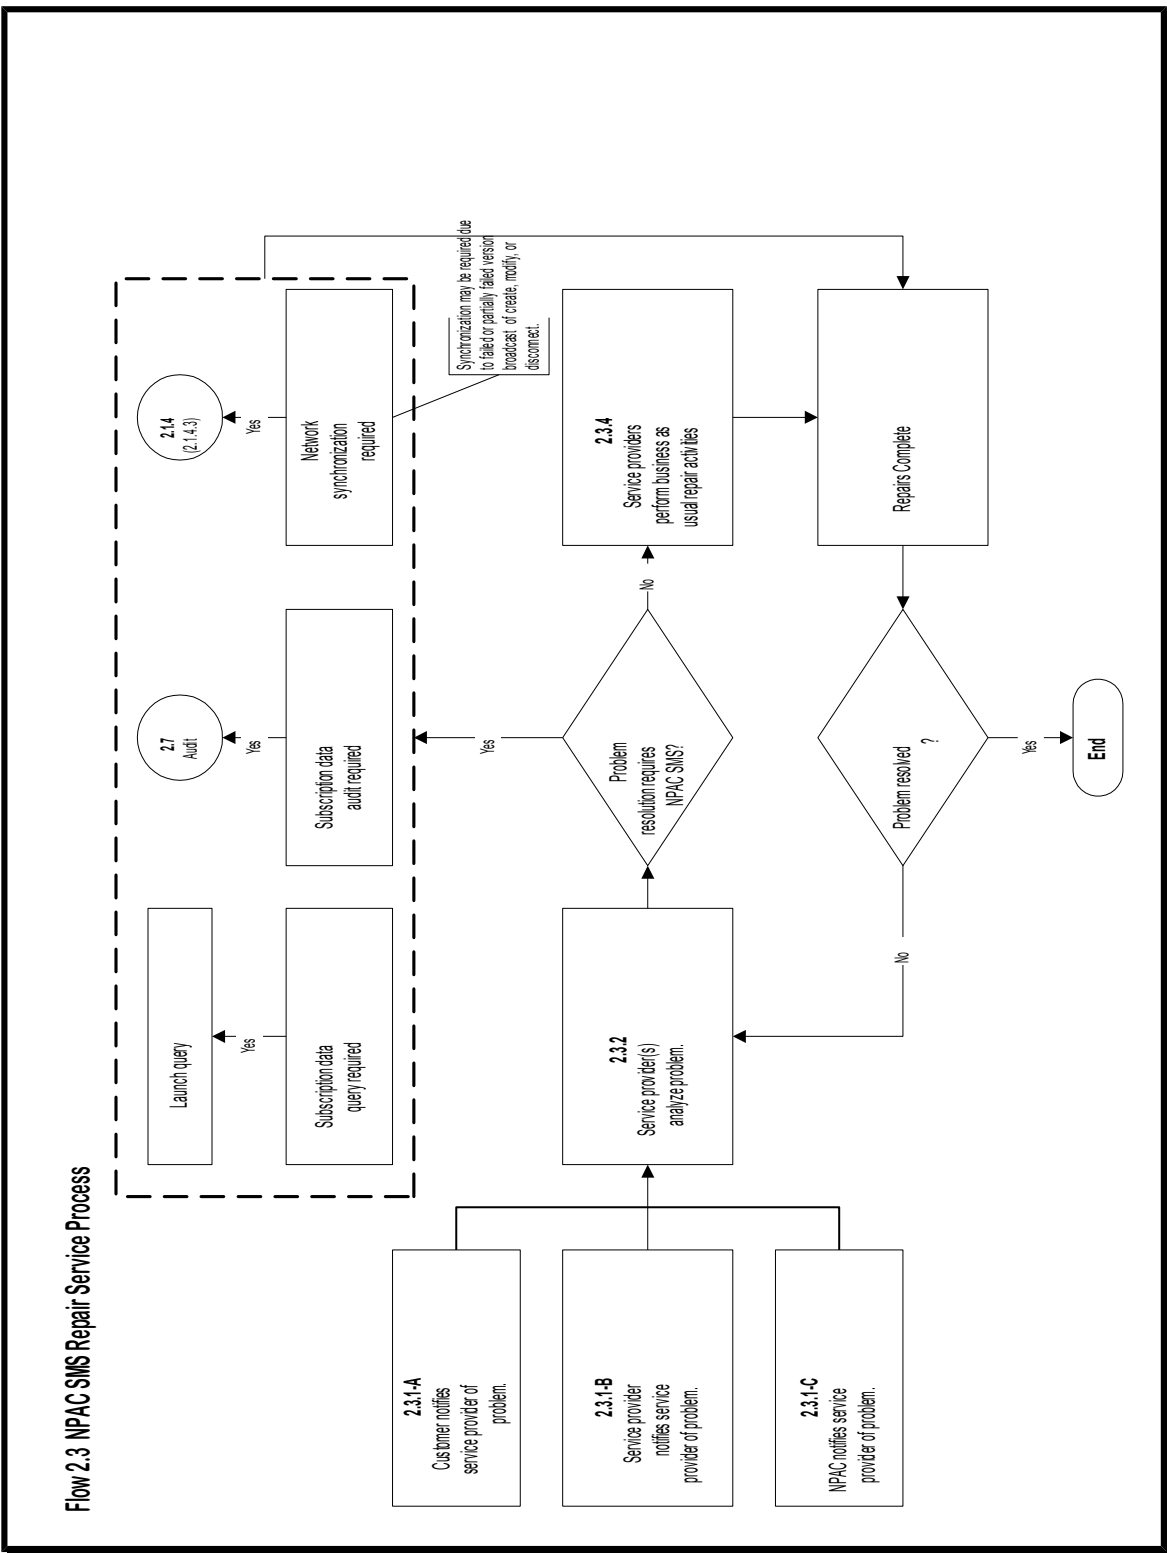 Flow 2.3 NPAC SMS Repair Service Process
Launch query
Yes
Subscription data
query required
2.7
Audit
Yes
Subscription data
audit required
2.1.4
(2.1.4.3)
Yes
Network
synchronization
required
Synchronization may be required due
to failed or partially failed version
broadcast of create, modify, or
disconnect.
Yes
2.3.1-A
Customer notifies
service provider of
problem.
2.3.1-B
Service provider
notifies service
provider of problem.
2.3.1-C
NPAC notifies service
provider of problem.
2.3.2
Service provider(s)
analyze problem.
Problem
resolution requires
NPAC SMS?
No
2.3.4
Service providers
perform business as
usual repair activities
No
Problem resolved
?
Repairs Complete
Yes
End